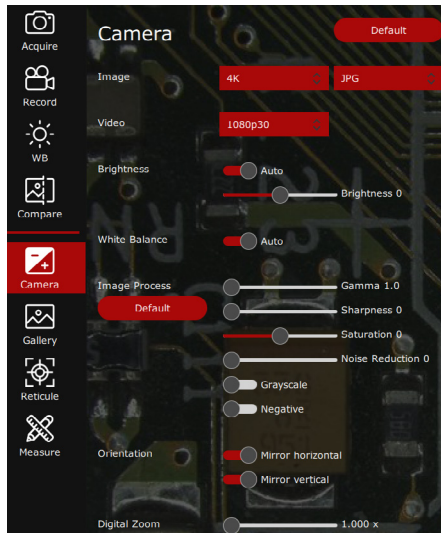 Acquire
Record
WB
Compare
Camera
Gallery
Reticule
Measure
Camera
Default
Image
4K
JPG
Video
1080p30
Brightness
Auto
Brightness 0
White Balance
Auto
Image Process
Default
Gamma 1.0
Sharpness 0
Saturation 0
Noise Reduction 0
Grayscale
Negative
Orientation
Mirror horizontal
Mirror vertical
Digital Zoom
1.000 x